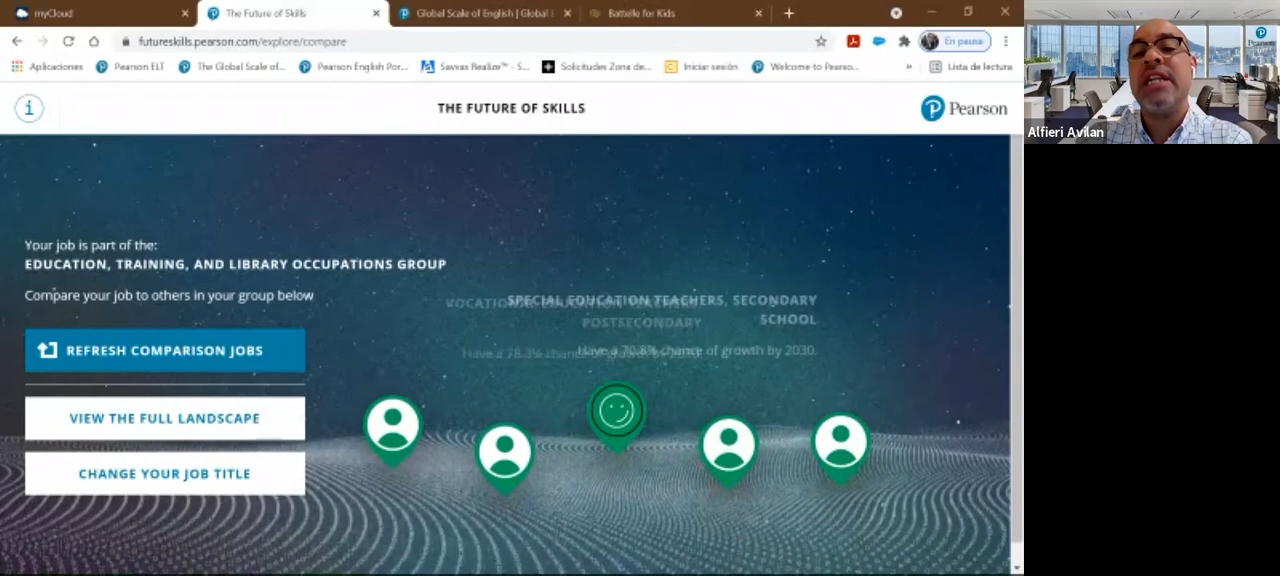 myCloud
The Future of Skills
Global Scale of English | Global
Battelle for Kids
futureskills.pearson.com/explore/compare
En pausa
Aplicaciones
Pearson ELT
The Global Scale of...
Pearson English Por...
Savvas Realize™ - S...
Solicitudes Zona de...
Iniciar sesión
Welcome to Pearso...
»
Lista de lectura
i
THE FUTURE OF SKILLS
Pearson
Pearson
Alfieri Avilan
Your job is part of the:
EDUCATION, TRAINING, AND LIBRARY OCCUPATIONS GROUP
Compare your job to others in your group below
SPECIAL EDUCATION TEACHERS, SECONDARY
SCHOOL
POSTSECONDARY
Have a 70.8% chance of growth by 2030.
REFRESH COMPARISON JOBS
VIEW THE FULL LANDSCAPE
CHANGE YOUR JOB TITLE